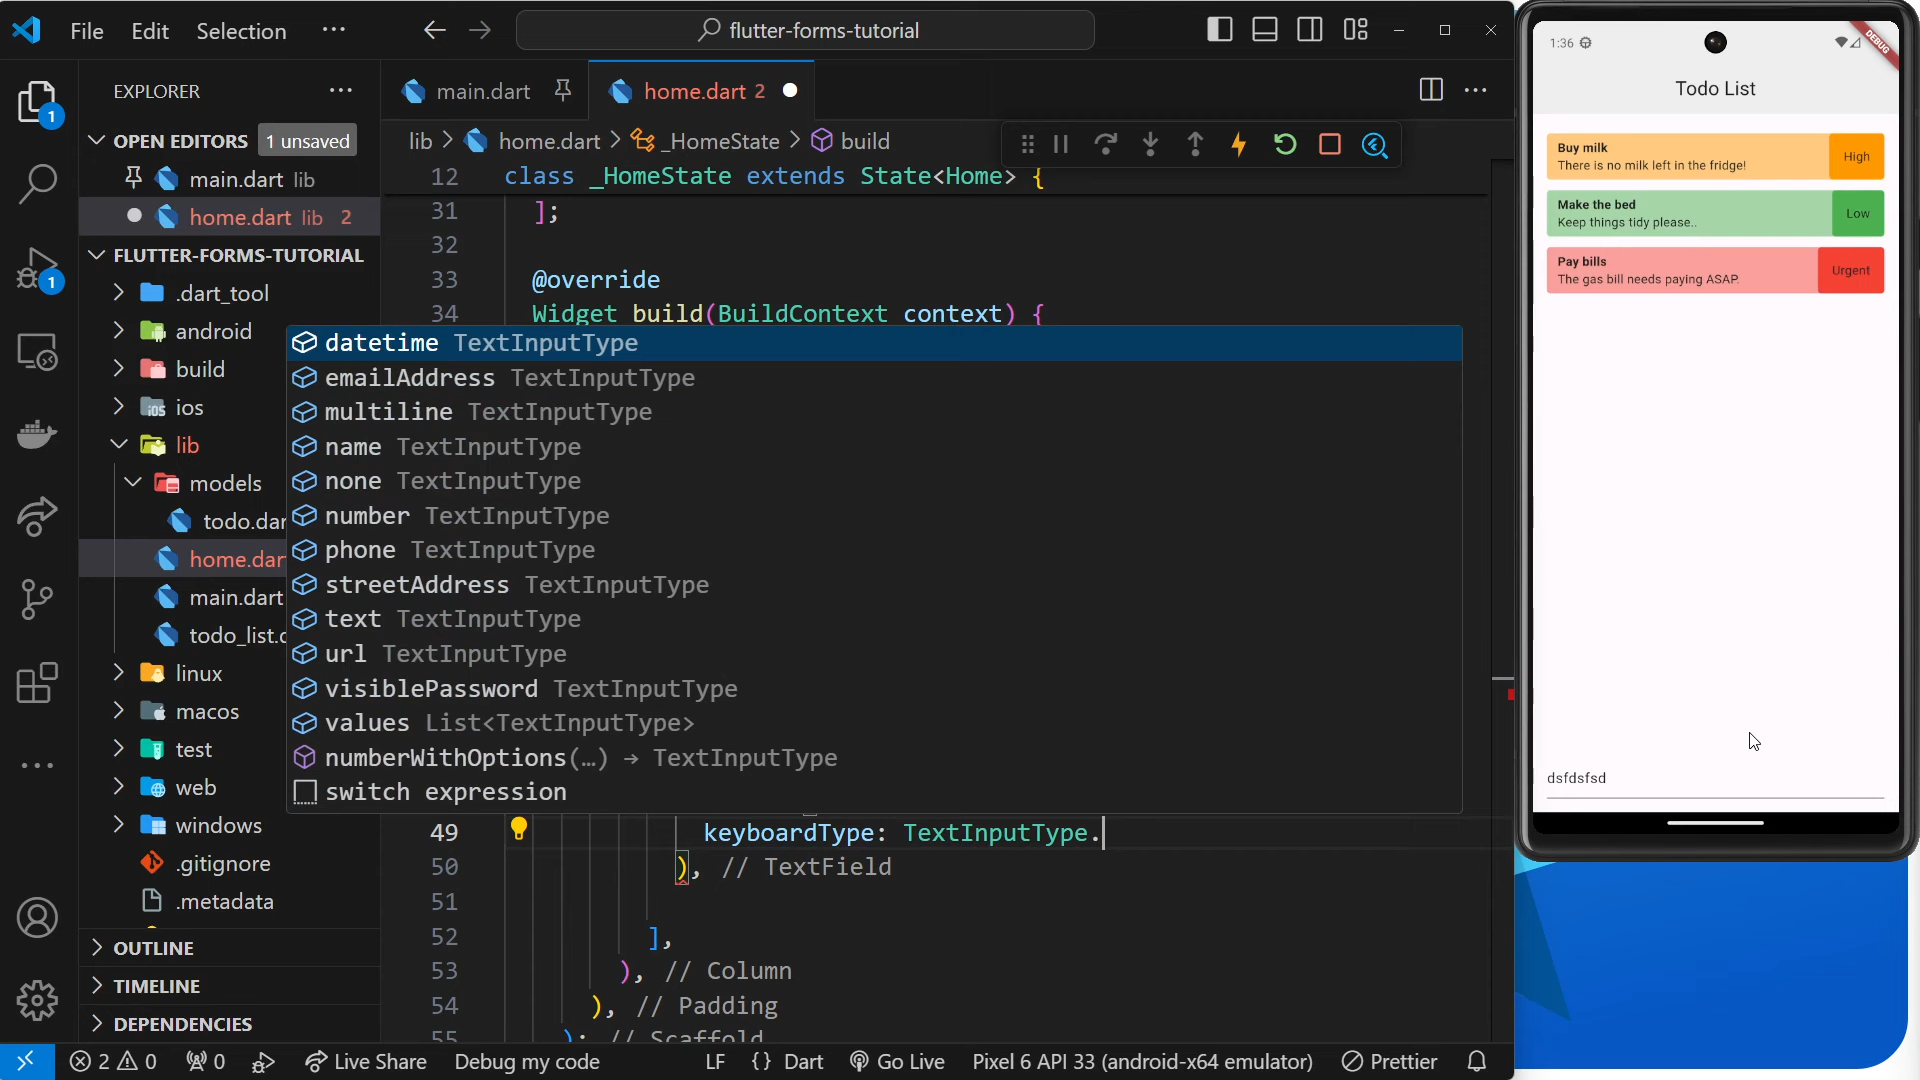 File Edit Selection ···
flutter-forms-tutorial
EXPLORER
OPEN EDITORS 1 unsaved
main.dart lib
home.dart lib 2
FLUTTER-FORMS-TUTORIAL
.dart_tool
android
build
ios
lib
models
todo.dar
home.dar
main.dart
todo_list.d
linux
macos
test
web
windows
.gitignore
.metadata
OUTLINE
TIMELINE
DEPENDENCIES
1
1
main.dart
home.dart 2
lib > home.dart > _HomeState > build
12 class _HomeState extends State<Home> {
31 ];
32
33 @override
34 Widget build(BuildContext context) {
datetime TextInputType
emailAddress TextInputType
multiline TextInputType
name TextInputType
none TextInputType
number TextInputType
phone TextInputType
streetAddress TextInputType
text TextInputType
url TextInputType
visiblePassword TextInputType
values List<TextInputType>
numberWithOptions(…) → TextInputType
switch expression
49 keyboardType: TextInputType.
50 ), // TextField
51
52 ],
53 ), // Column
54 ), // Padding
55 ); // Scaffold
2 0 0 Live Share Debug my code LF {} Dart Go Live Pixel 6 API 33 (android-x64 emulator) Prettier
1:36
DEBUG
Todo List
Buy milk
There is no milk left in the fridge!
High
Make the bed
Keep things tidy please..
Low
Pay bills
The gas bill needs paying ASAP.
Urgent
dsfdsfsd